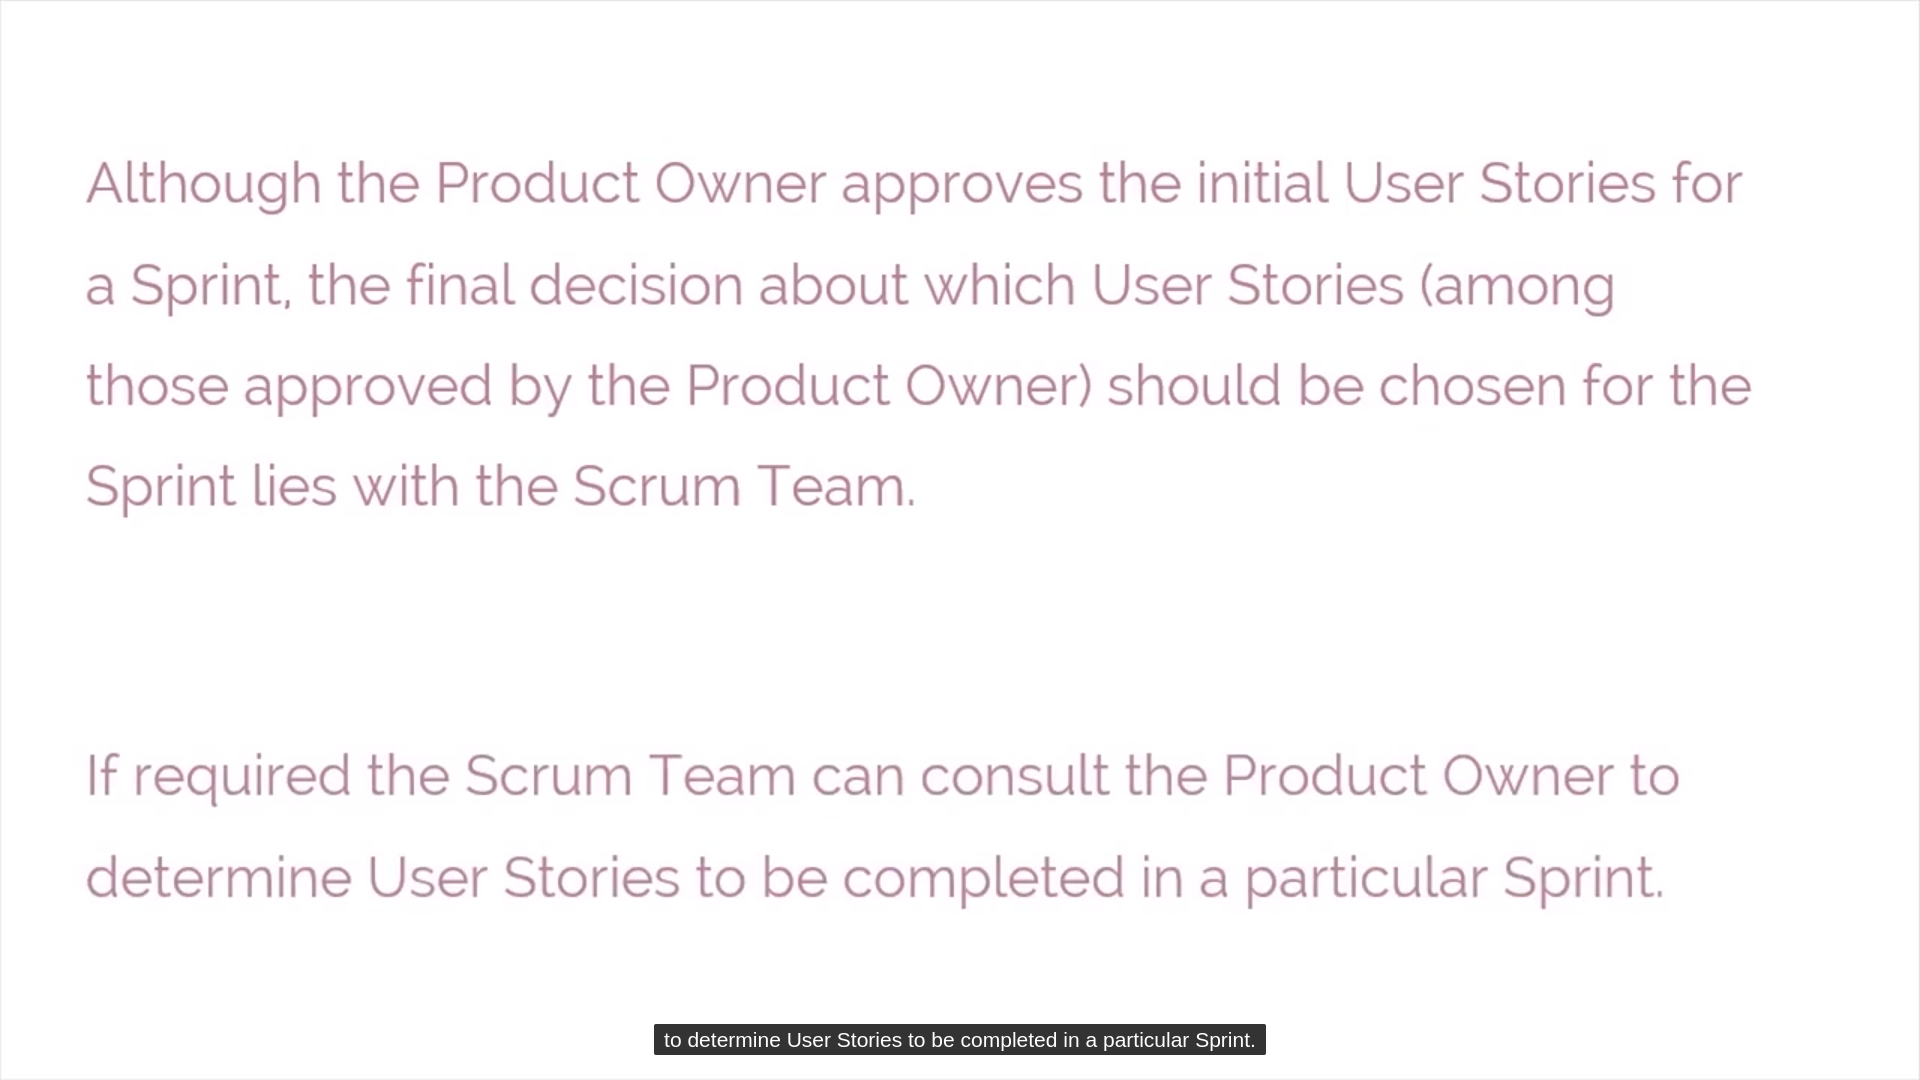 Although the Product Owner approves the initial User Stories for
a Sprint, the final decision about which User Stories (among
those approved by the Product Owner) should be chosen for the
Sprint lies with the Scrum Team.
If required the Scrum Team can consult the Product Owner to
determine User Stories to be completed in a particular Sprint.
to determine User Stories to be completed in a particular Sprint.